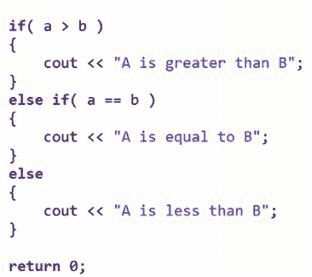 if( a > b )
{
    cout << "A is greater than B";
}
else if( a == b )
{
    cout << "A is equal to B";
}
else
{
    cout << "A is less than B";
}
return 0;